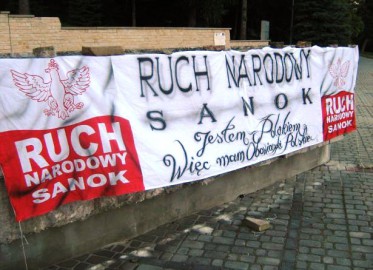 RUCH NARODOWY
SANOK
Jestem Polakiem
Więc mam Obowiązki Polskie
RUCH
NARODOWY
SANOK
RUCH
NARODOWY
SANOK